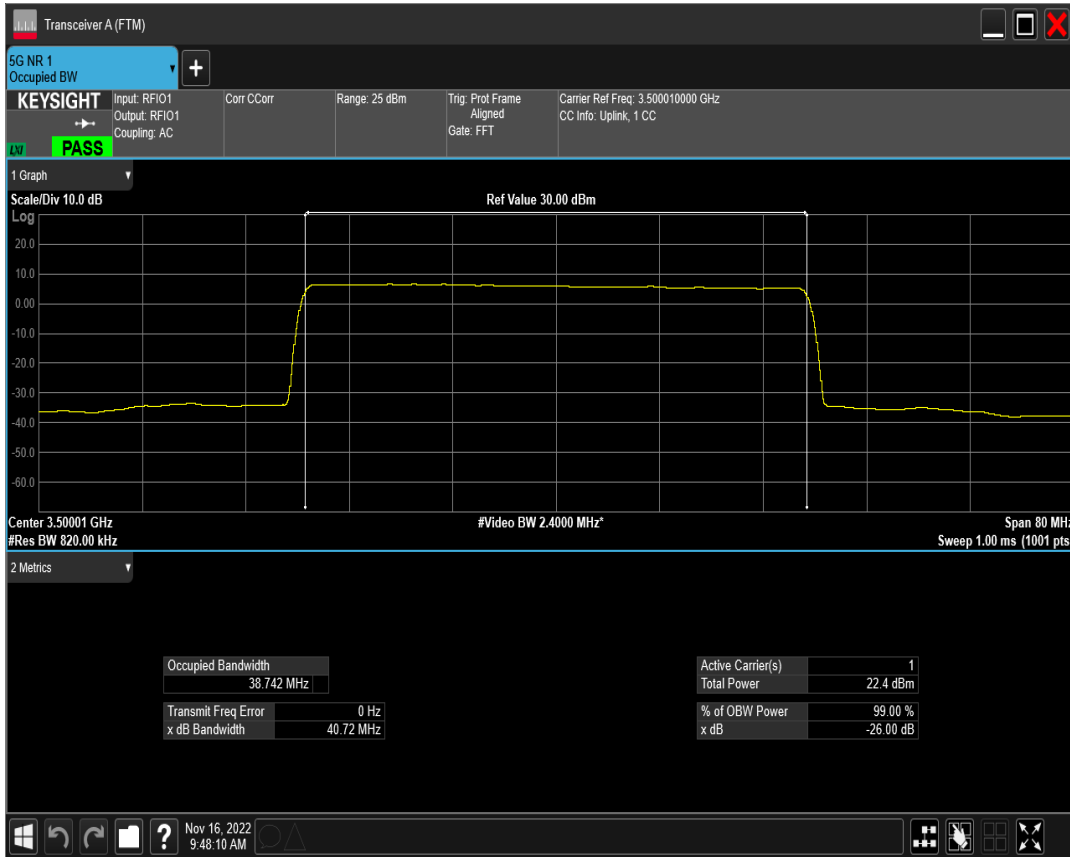 Transceiver A (FTM)
5G NR 1
Occupied BW
+
KEYSIGHT
LXI
PASS
Input: RFIO1
Output: RFIO1
Coupling: AC
Corr CCorr
Range: 25 dBm
Trig: Prot Frame
Aligned
Gate: FFT
Carrier Ref Freq: 3.500010000 GHz
CC Info: Uplink, 1 CC
1 Graph
Scale/Div 10.0 dB
Ref Value 30.00 dBm
Log
20.0
10.0
0.00
-10.0
-20.0
-30.0
-40.0
-50.0
-60.0
Center 3.50001 GHz
#Video BW 2.4000 MHz*
Span 80 MHz
#Res BW 820.00 kHz
Sweep 1.00 ms (1001 pts
2 Metrics
Occupied Bandwidth
38.742 MHz
Transmit Freq Error 0 Hz
x dB Bandwidth 40.72 MHz
Active Carrier(s) 1
Total Power 22.4 dBm
% of OBW Power 99.00 %
x dB -26.00 dB
?
Nov 16, 2022
9:48:10 AM